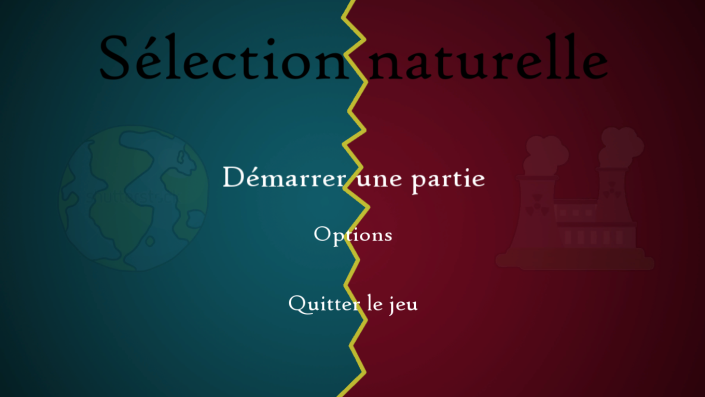 Sélection naturelle
Démarrer une partie
Options
Quitter le jeu